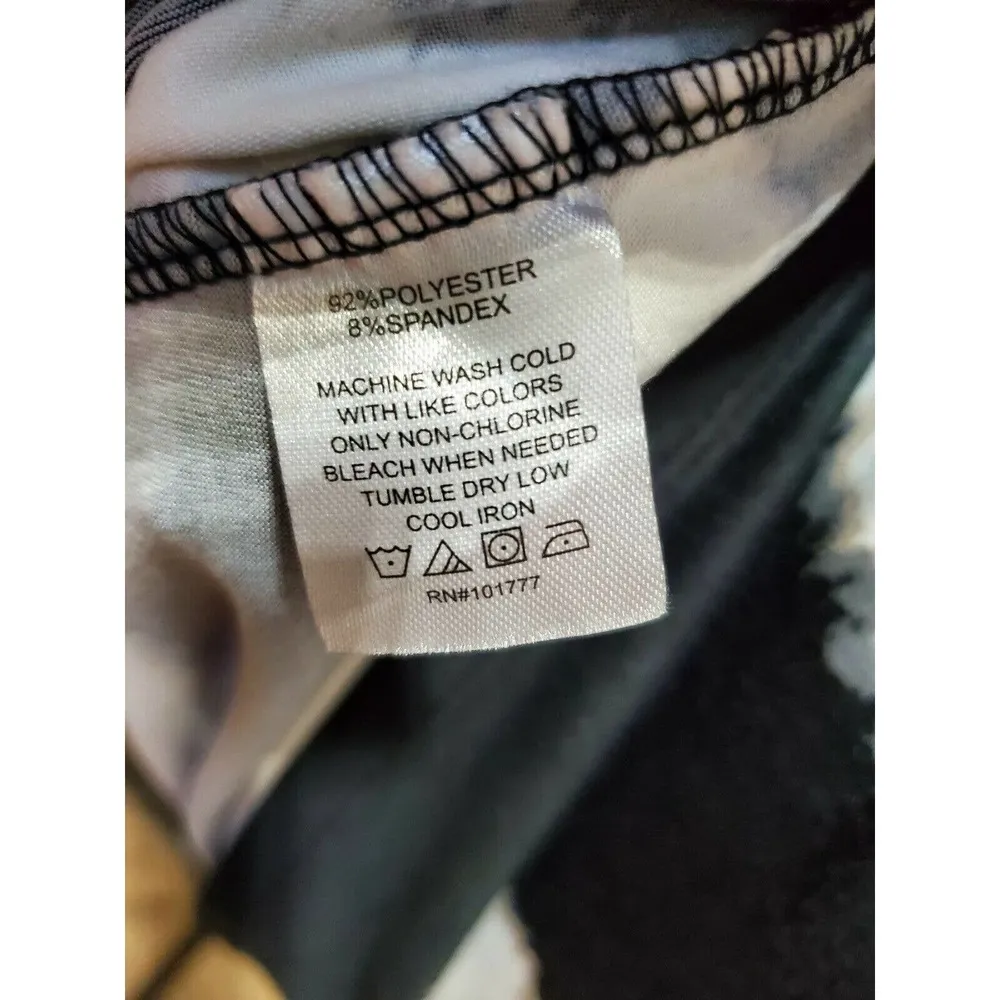 92%POLYESTER
8%SPANDEX
MACHINE WASH COLD
WITH LIKE COLORS
ONLY NON-CHLORINE
BLEACH WHEN NEEDED
TUMBLE DRY LOW
COOL IRON
RN#101777